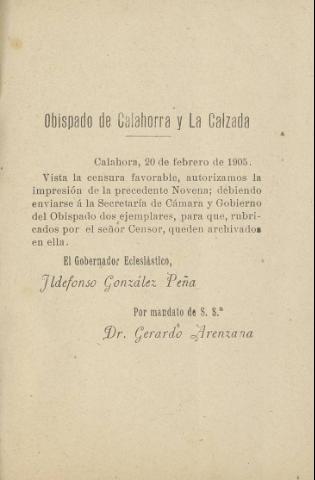 Obispado de Calahorra y La Calzada
Calahora, 20 de febrero de 1905.
Vista la censura favorable, autorizamos la
impresión de la precedente Novena; debiendo
enviarse á la Secretaría de Cámara y Gobierno
del Obispado dos ejemplares, para que, rubri-
cados por el señor Censor, queden archivados
en ella.
El Gobernador Eclesiástico,
Ildefonso González Peña
Por mandato de S. S.ª
Dr. Gerardo Arenzana